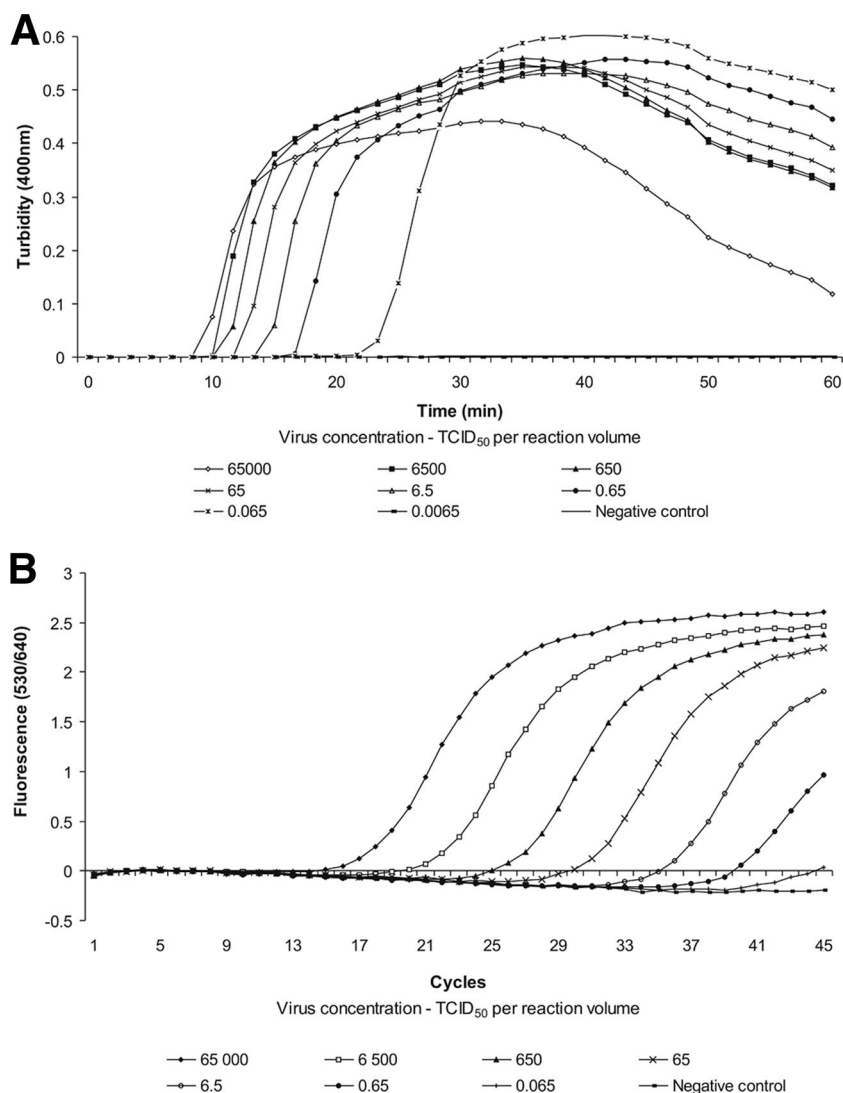 A
0.6
0.5
0.4
0.3
0.2
0.1
0
Turbidity (400nm)
0 10 20 30 40 50 60
Time (min)
Virus concentration - TCID50 per reaction volume
65000 6500 650
65 6.5 0.65
0.065 0.0065 Negative control
B
3
2.5
2
1.5
1
0.5
0
-0.5
Fluorescence (530/640)
1 5 9 13 17 21 25 29 33 37 41 45
Cycles
Virus concentration - TCID50 per reaction volume
65 000 6 500 650 65
6.5 0.65 0.065 Negative control